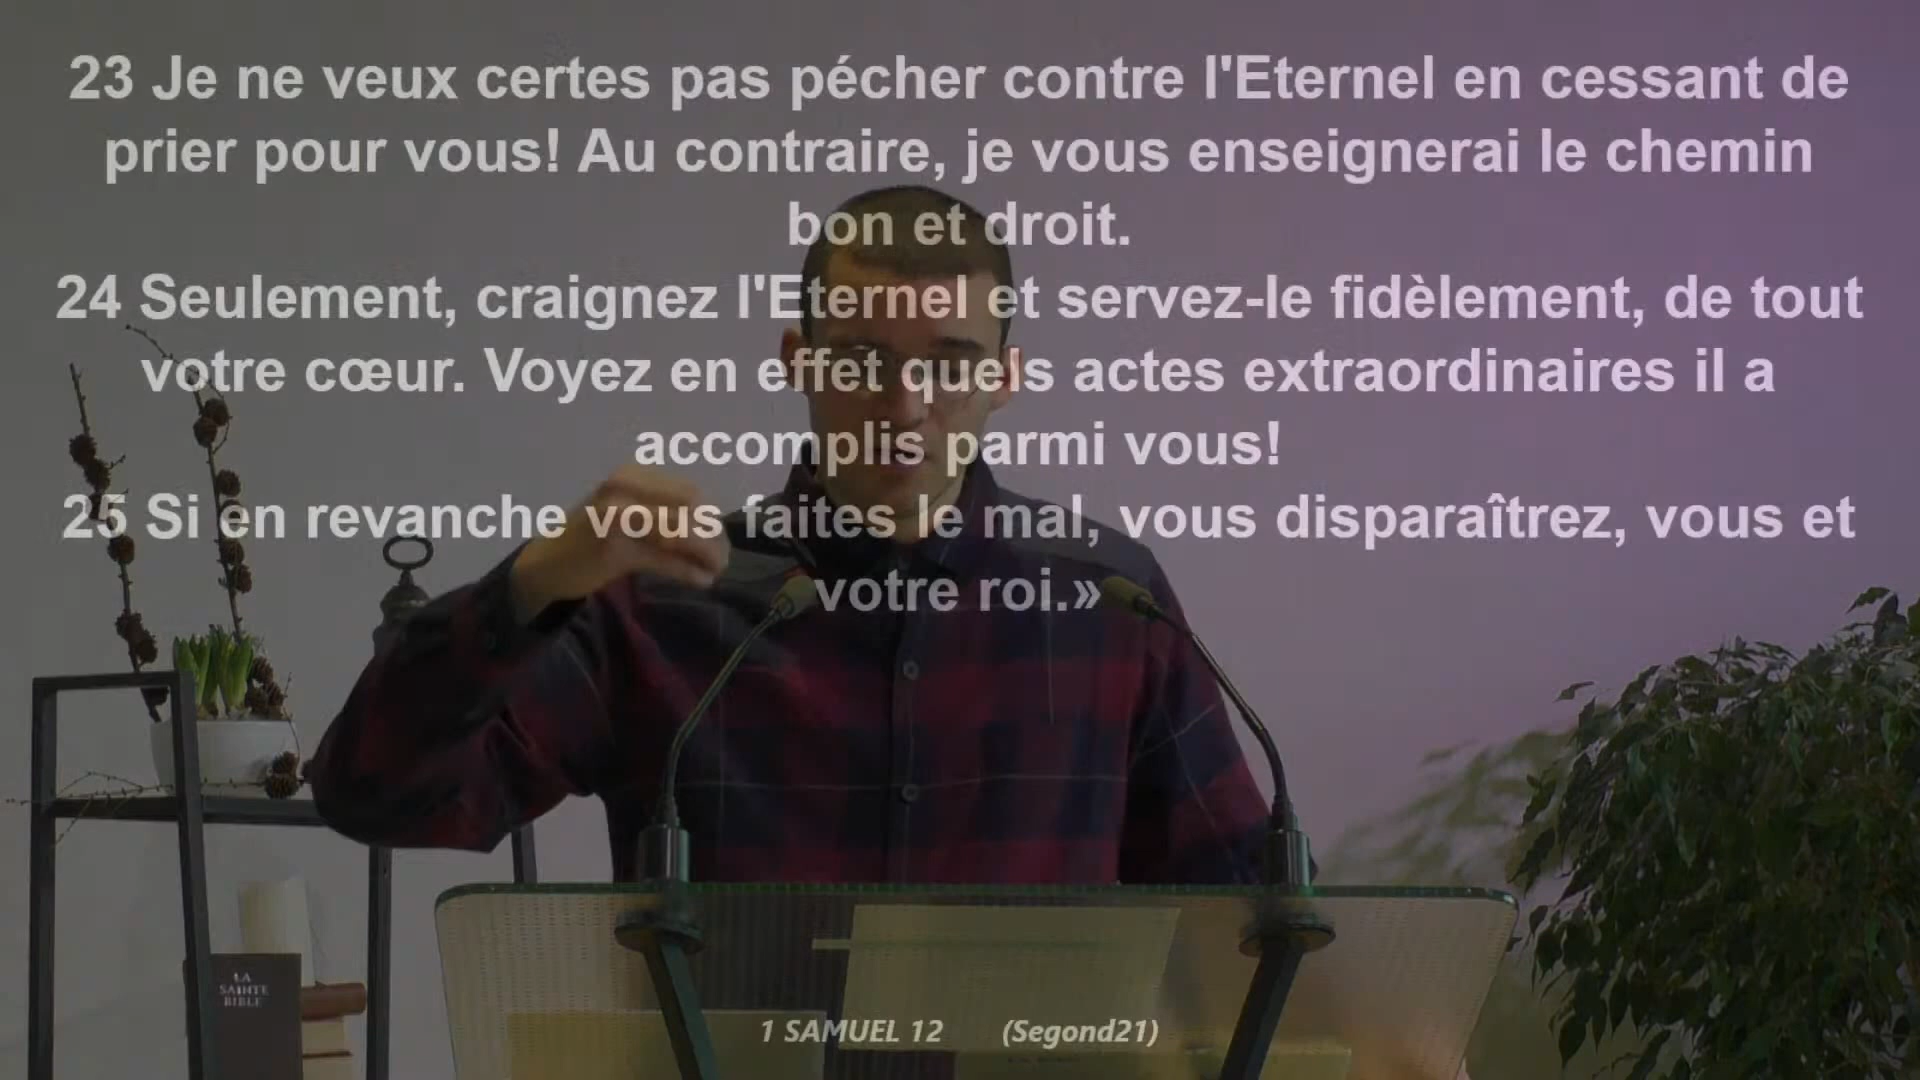 23 Je ne veux certes pas pécher contre l'Eternel en cessant de
prier pour vous! Au contraire, je vous enseignerai le chemin
bon et droit.
24 Seulement, craignez l'Eternel et servez-le fidèlement, de tout
votre cœur. Voyez en effet quels actes extraordinaires il a
accomplis parmi vous!
25 Si en revanche vous faites le mal, vous disparaîtrez, vous et
votre roi.»
LA
SAINTE
BIBLE
1 SAMUEL 12 (Segond21)